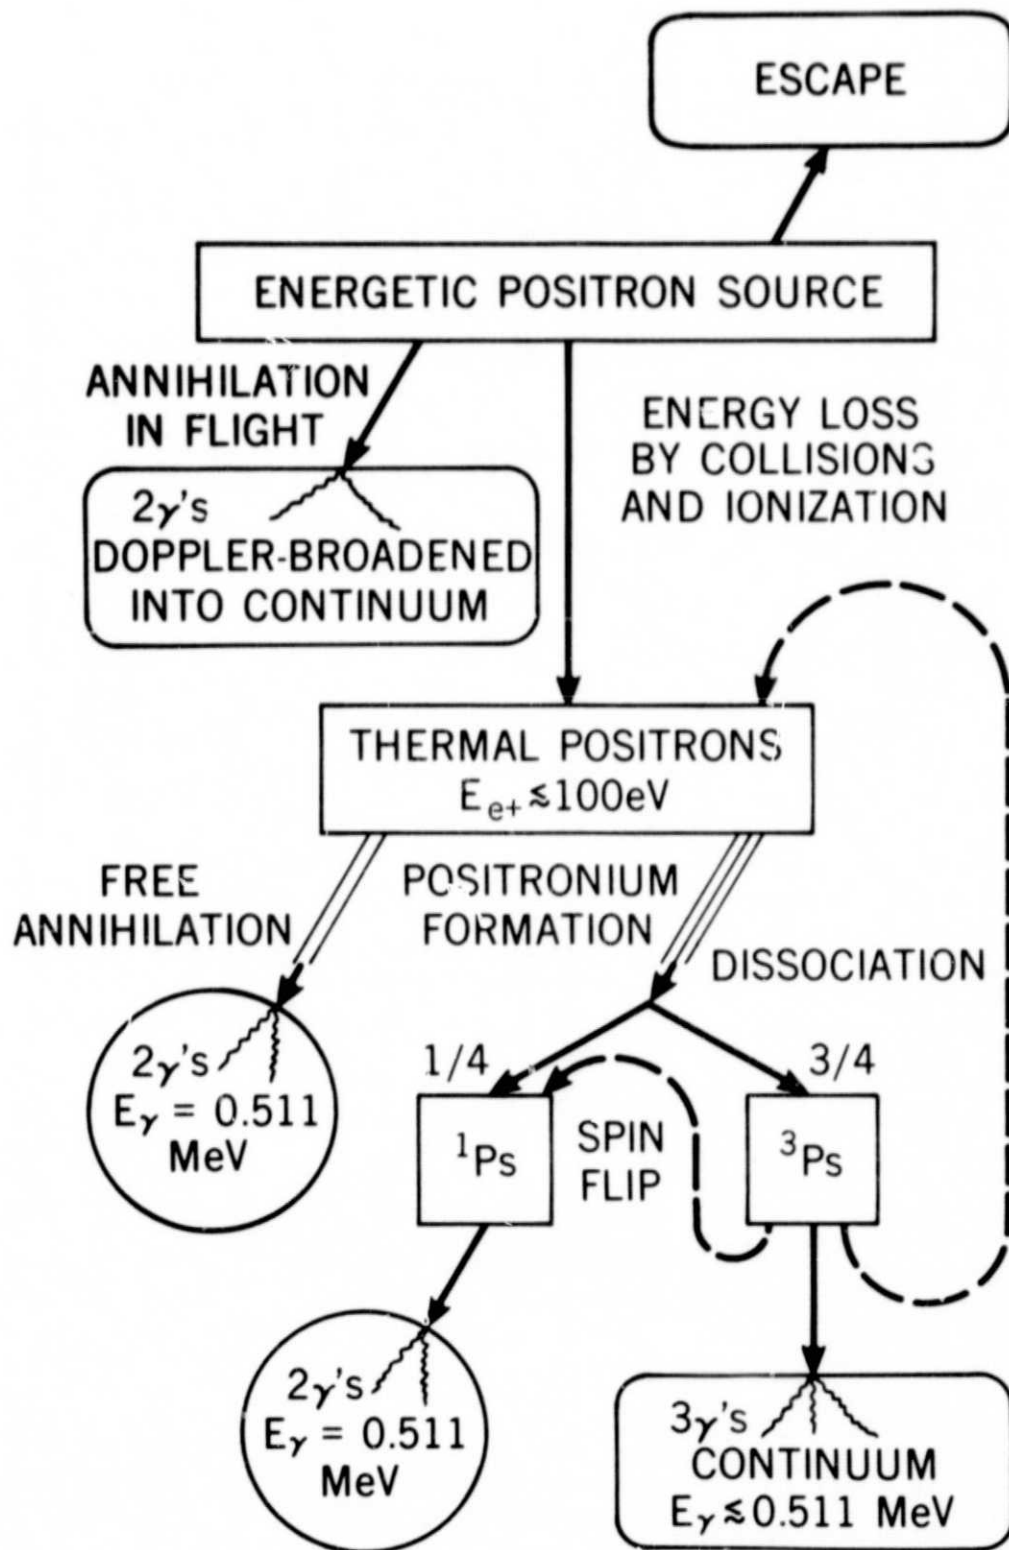 ESCAPE
ENERGETIC POSITRON SOURCE
ANNIHILATION
IN FLIGHT
ENERGY LOSS
BY COLLISIONS
AND IONIZATION
2γ's
DOPPLER-BROADENED
INTO CONTINUUM
THERMAL POSITRONS
Ee+ ≲ 100eV
FREE
ANNIHILATION
POSITRONIUM
FORMATION
DISSOCIATION
2γ's
Eγ = 0.511
MeV
1/4
3/4
¹Ps
SPIN
FLIP
³Ps
2γ's
Eγ = 0.511
MeV
3γ's
CONTINUUM
Eγ ≲ 0.511 MeV